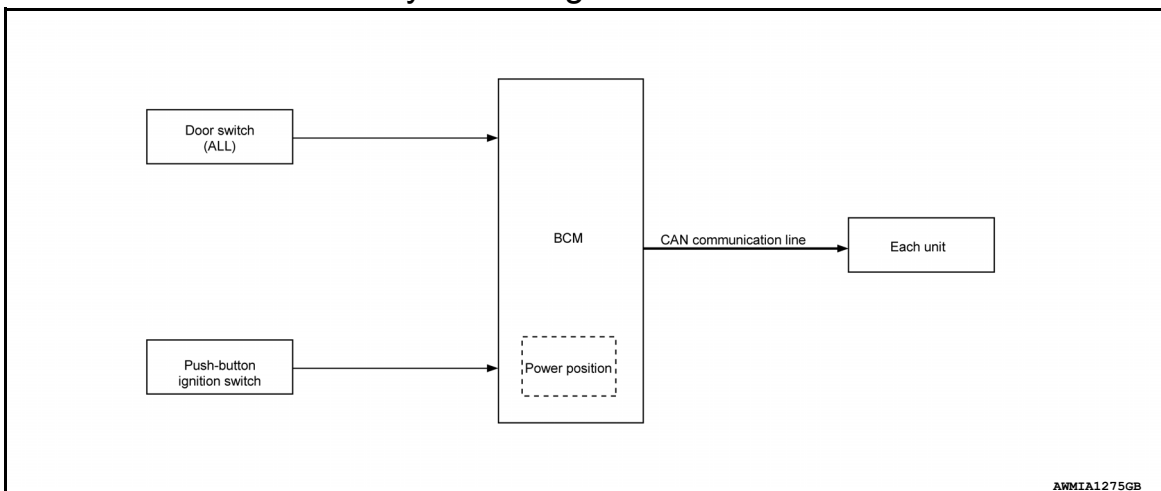 Door switch
(ALL)
BCM
CAN communication line
Each unit
Push-button
ignition switch
Power position
AWMIA1275GB